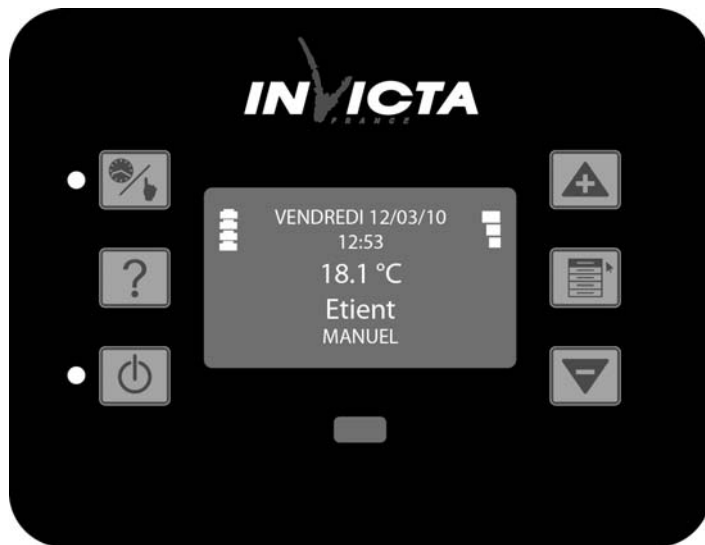 INVICTA
FRANCE
VENDREDI 12/03/10
12:53
18.1 °C
Etient
MANUEL
?